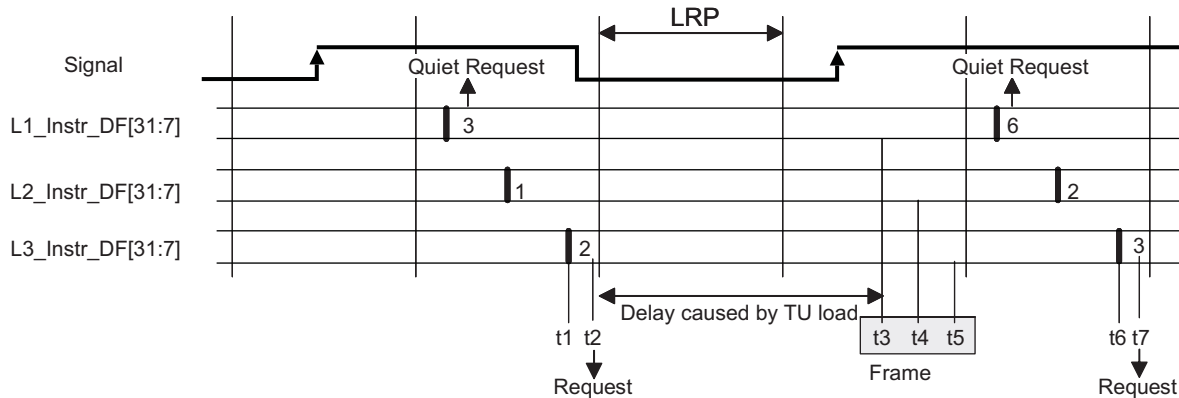 LRP
Signal
Quiet Request
Quiet Request
L1_Instr_DF[31:7]
3
6
L2_Instr_DF[31:7]
1
2
L3_Instr_DF[31:7]
2
3
Delay caused by TU load
t1 t2
t3 t4 t5
t6 t7
Frame
Request
Request